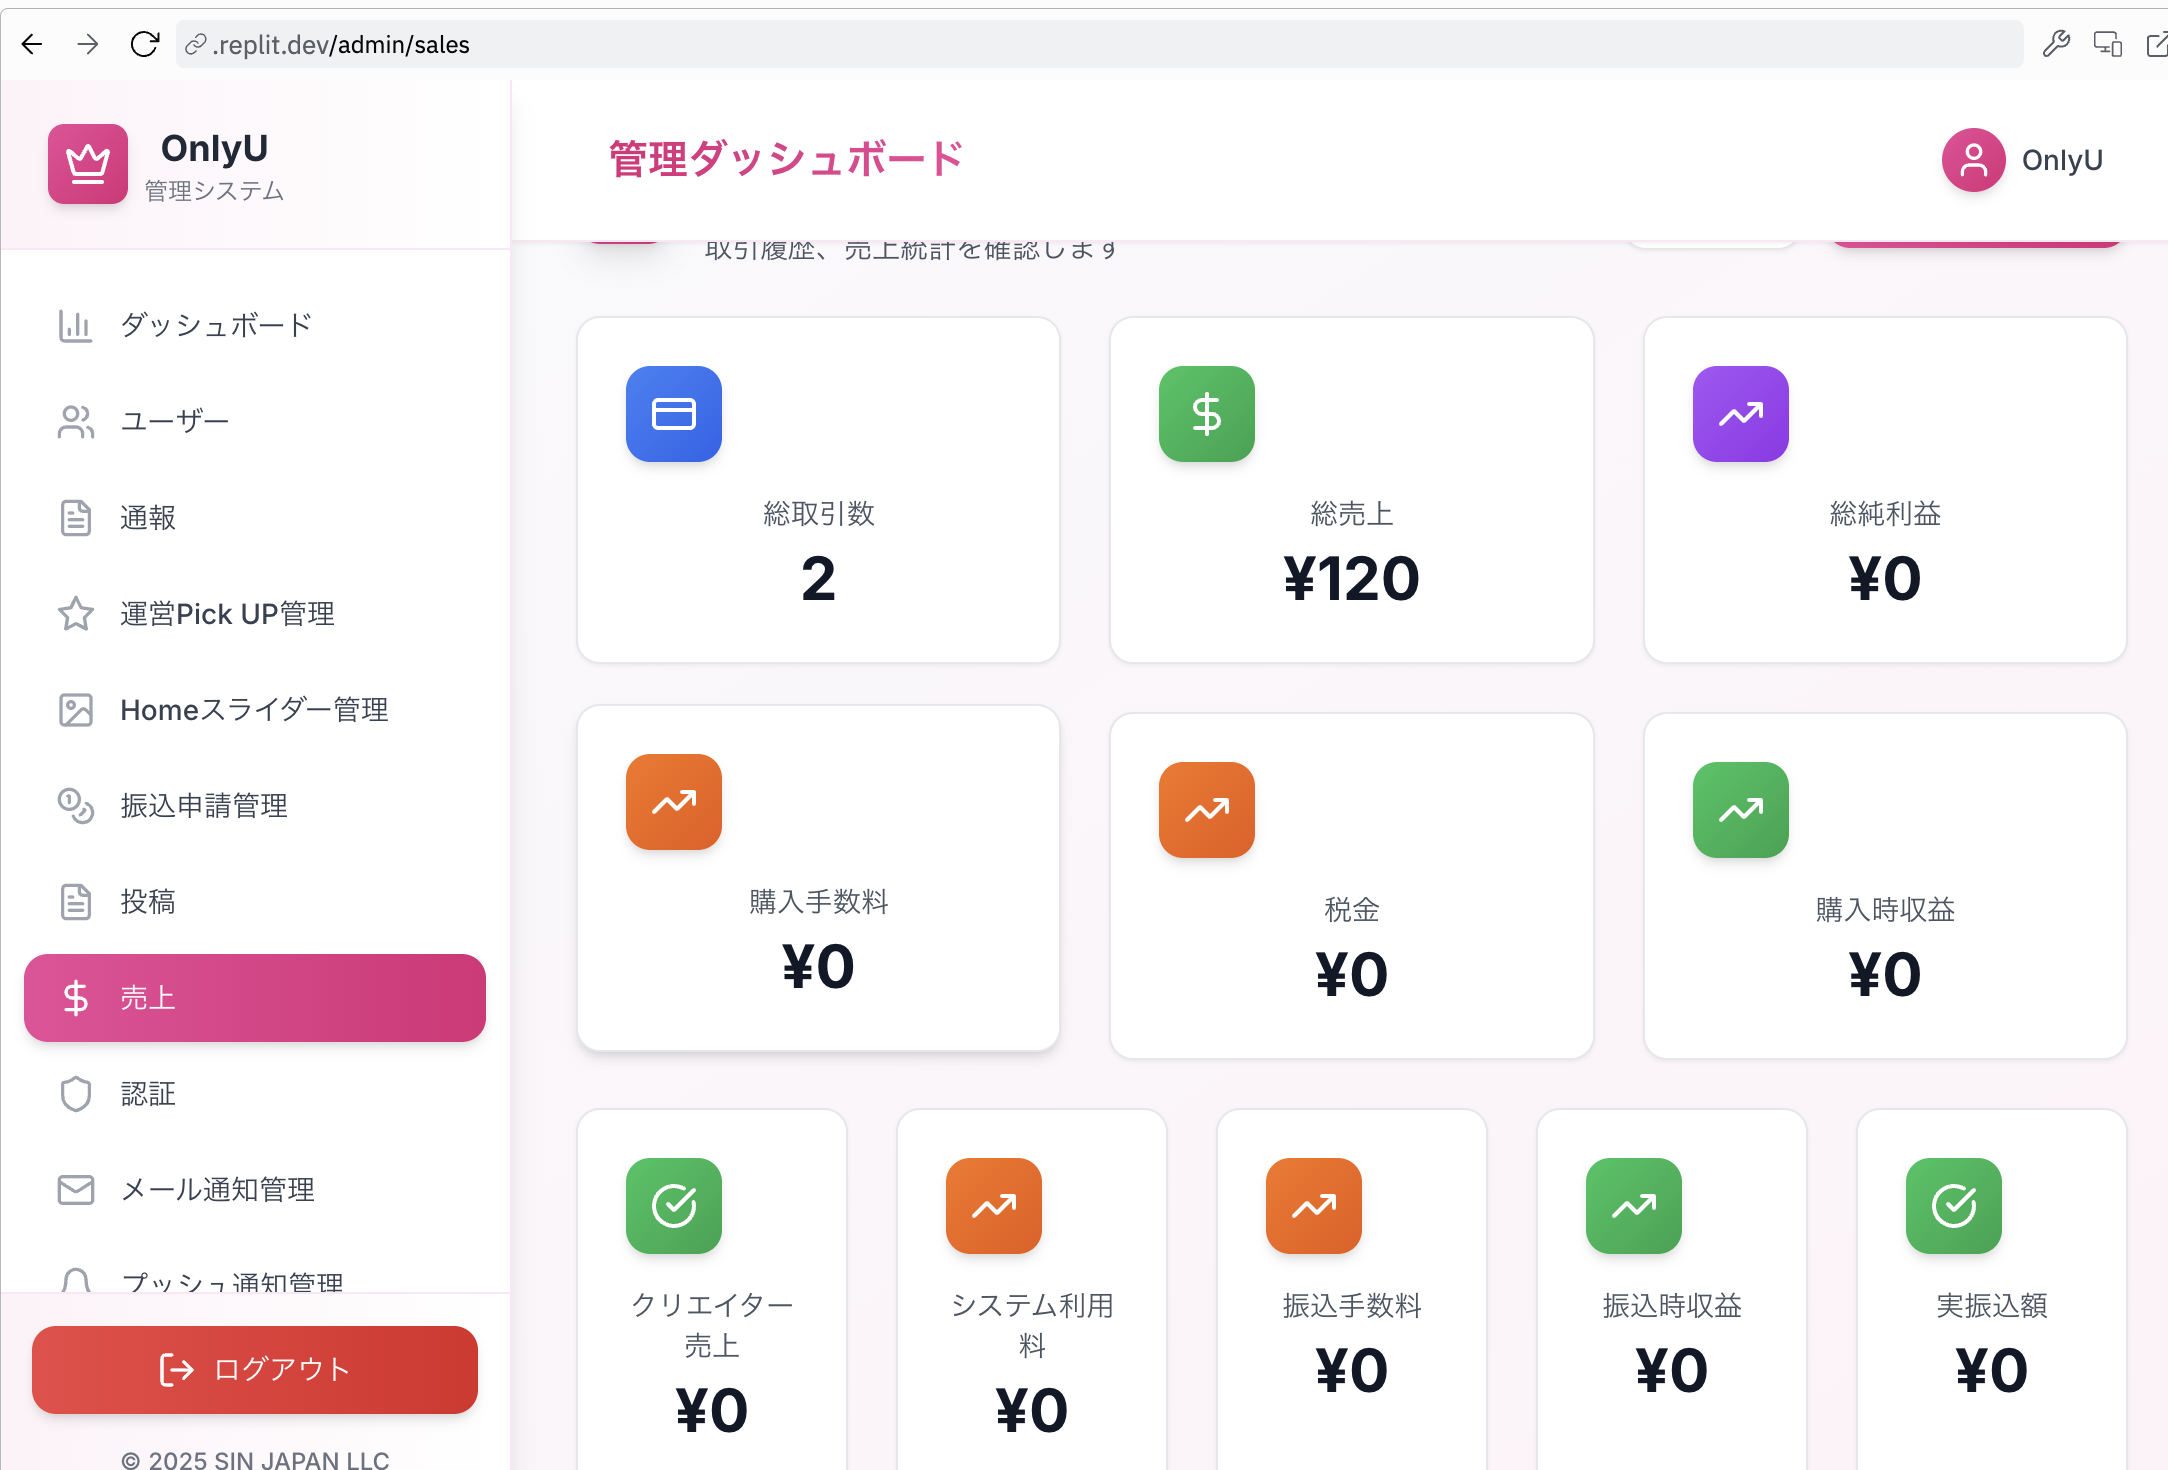 .replit.dev/admin/sales
OnlyU
管理システム
管理ダッシュボード
OnlyU
取引履歴、売上統計を確認します
ダッシュボード
ユーザー
通報
運営Pick UP管理
Homeスライダー管理
振込申請管理
投稿
売上
認証
メール通知管理
プッシュ通知管理
ログアウト
© 2025 SIN JAPAN LLC
総取引数
2
総売上
¥120
総純利益
¥0
購入手数料
¥0
税金
¥0
購入時収益
¥0
クリエイター
売上
¥0
システム利用
料
¥0
振込手数料
¥0
振込時収益
¥0
実振込額
¥0